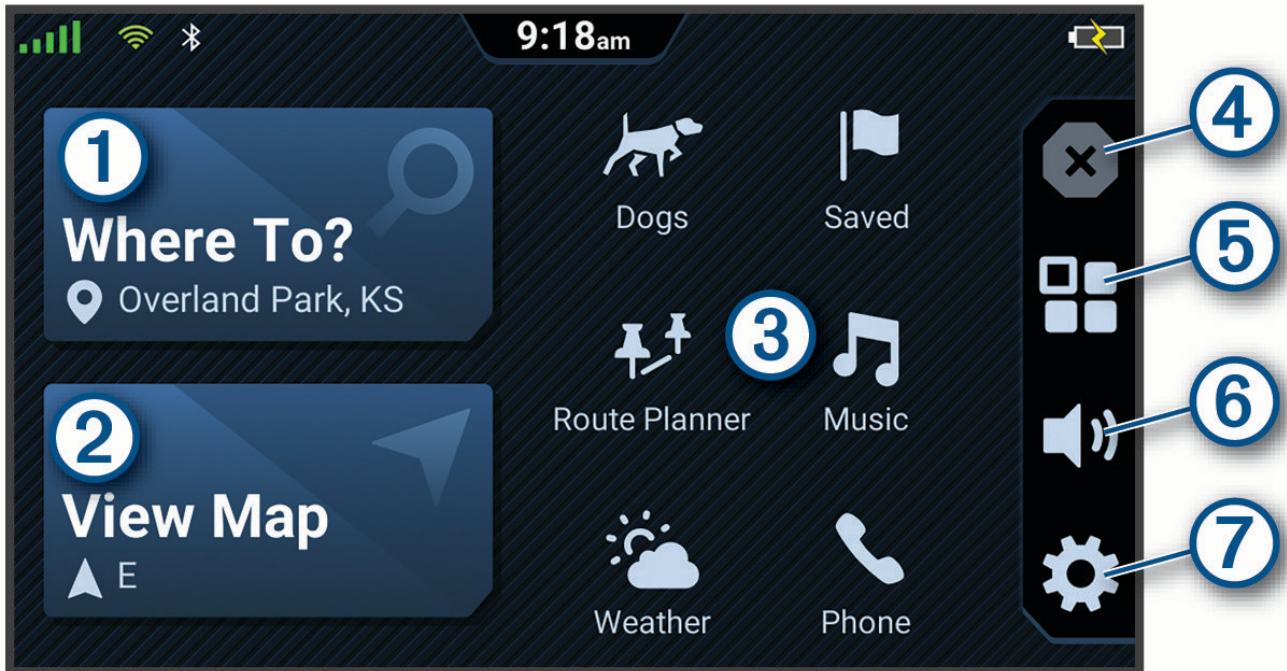 9:18am
1
Where To?
Overland Park, KS
2
View Map
E
Dogs
Saved
Route Planner
3
Music
Weather
Phone
4
5
6
7